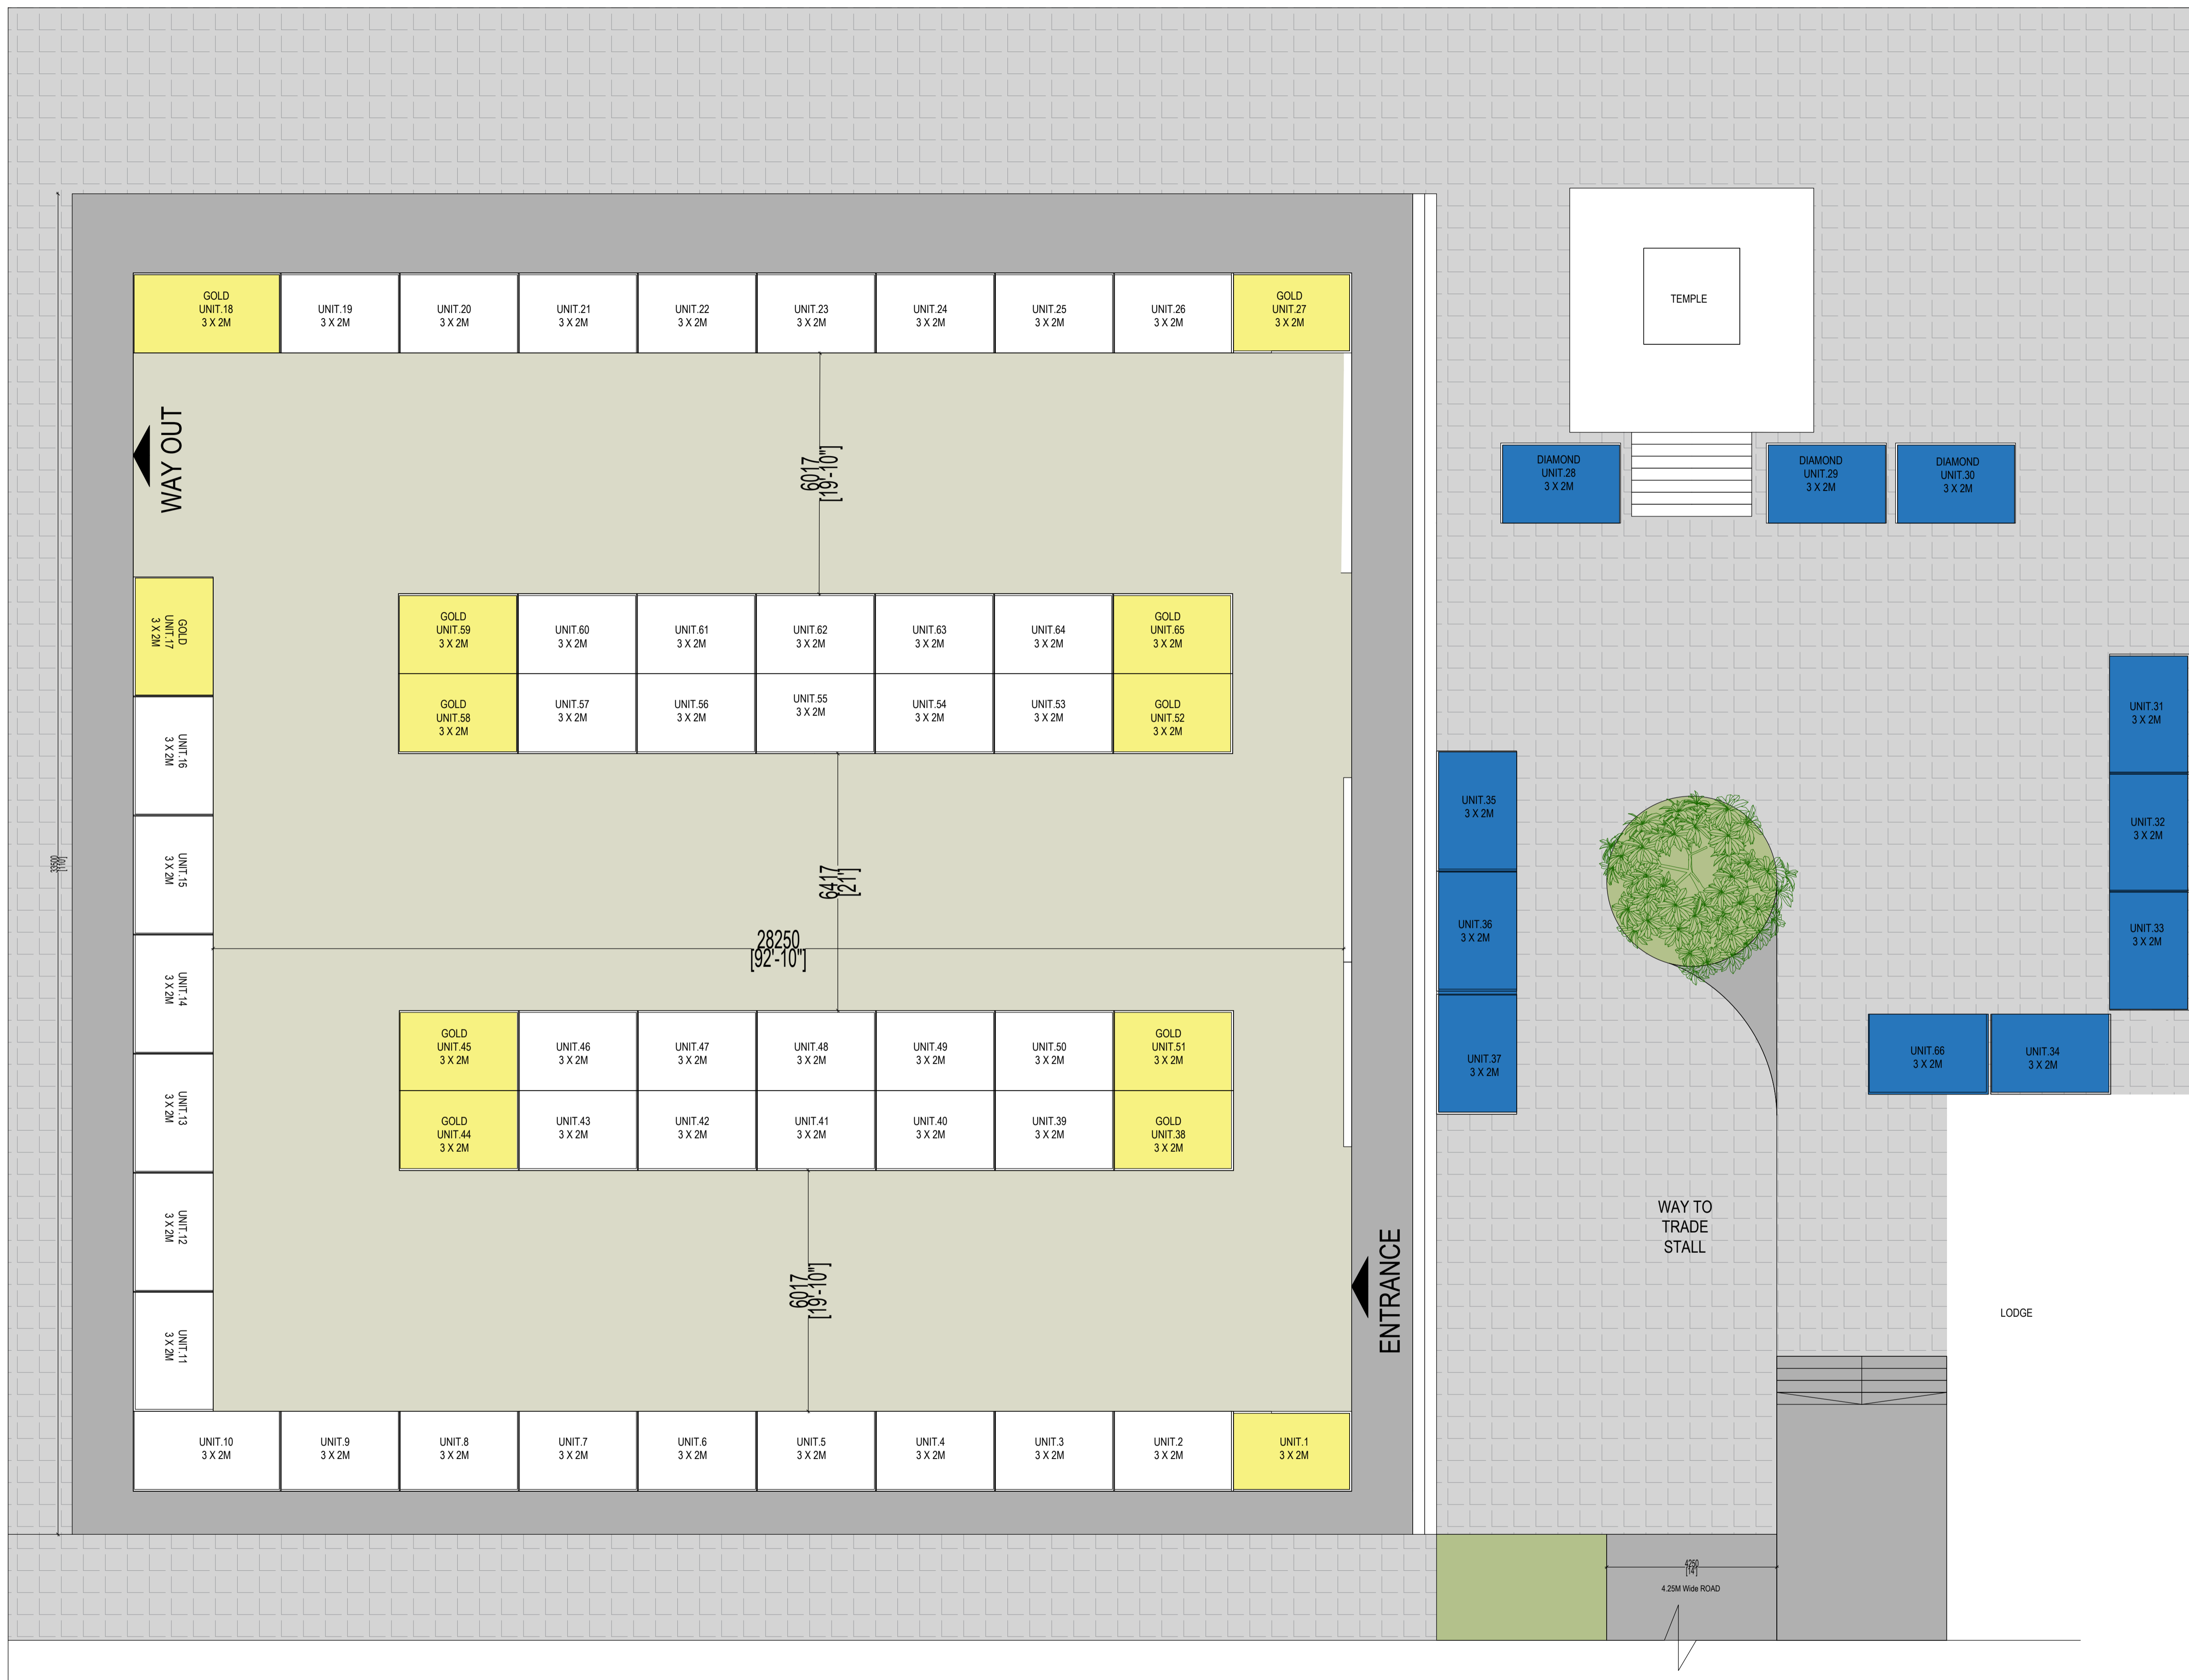 GOLD
UNIT.18
3 X 2M
UNIT.19
3 X 2M
UNIT.20
3 X 2M
UNIT.21
3 X 2M
UNIT.22
3 X 2M
UNIT.23
3 X 2M
UNIT.24
3 X 2M
UNIT.25
3 X 2M
UNIT.26
3 X 2M
GOLD
UNIT.27
3 X 2M
TEMPLE
WAY OUT
6017
[19'-10"]
DIAMOND
UNIT.28
3 X 2M
DIAMOND
UNIT.29
3 X 2M
DIAMOND
UNIT.30
3 X 2M
GOLD
UNIT.17
3 X 2M
GOLD
UNIT.59
3 X 2M
UNIT.60
3 X 2M
UNIT.61
3 X 2M
UNIT.62
3 X 2M
UNIT.63
3 X 2M
UNIT.64
3 X 2M
GOLD
UNIT.65
3 X 2M
GOLD
UNIT.58
3 X 2M
UNIT.57
3 X 2M
UNIT.56
3 X 2M
UNIT.55
3 X 2M
UNIT.54
3 X 2M
UNIT.53
3 X 2M
GOLD
UNIT.52
3 X 2M
UNIT.31
3 X 2M
UNIT.16
3 X 2M
UNIT.35
3 X 2M
UNIT.32
3 X 2M
33500
UNIT.15
3 X 2M
6417
[21']
28250
[92'-10"]
UNIT.36
3 X 2M
UNIT.33
3 X 2M
UNIT.14
3 X 2M
GOLD
UNIT.45
3 X 2M
UNIT.46
3 X 2M
UNIT.47
3 X 2M
UNIT.48
3 X 2M
UNIT.49
3 X 2M
UNIT.50
3 X 2M
GOLD
UNIT.51
3 X 2M
UNIT.37
3 X 2M
UNIT.66
3 X 2M
UNIT.34
3 X 2M
UNIT.13
3 X 2M
GOLD
UNIT.44
3 X 2M
UNIT.43
3 X 2M
UNIT.42
3 X 2M
UNIT.41
3 X 2M
UNIT.40
3 X 2M
UNIT.39
3 X 2M
GOLD
UNIT.38
3 X 2M
UNIT.12
3 X 2M
WAY TO
TRADE
STALL
6017
[19'-10"]
ENTRANCE
LODGE
UNIT.11
3 X 2M
UNIT.10
3 X 2M
UNIT.9
3 X 2M
UNIT.8
3 X 2M
UNIT.7
3 X 2M
UNIT.6
3 X 2M
UNIT.5
3 X 2M
UNIT.4
3 X 2M
UNIT.3
3 X 2M
UNIT.2
3 X 2M
UNIT.1
3 X 2M
4250
[14']
4.25M Wide ROAD